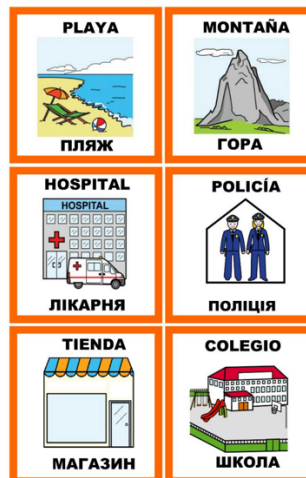 PLAYA
ПЛЯЖ
MONTAÑA
ГОРА
HOSPITAL
HOSPITAL
ЛІКАРНЯ
POLICÍA
ПОЛІЦІЯ
TIENDA
МАГАЗИН
COLEGIO
ШКОЛА